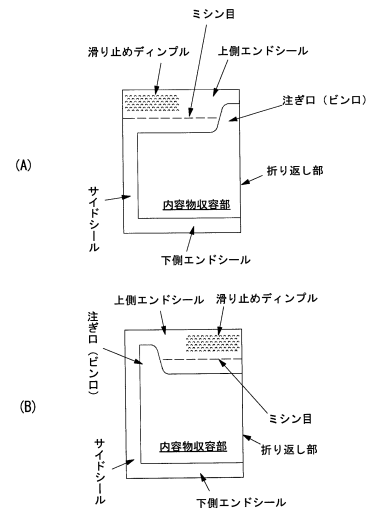 ミシン目
滑り止めディンプル
上側エンドシール
注ぎ口（ビンロ）
(A)
折り返し部
サイドシール
内容物収容部
下側エンドシール
上側エンドシール
滑り止めディンプル
注ぎ口（ビンロ）
(B)
ミシン目
サイドシール
内容物収容部
折り返し部
下側エンドシール